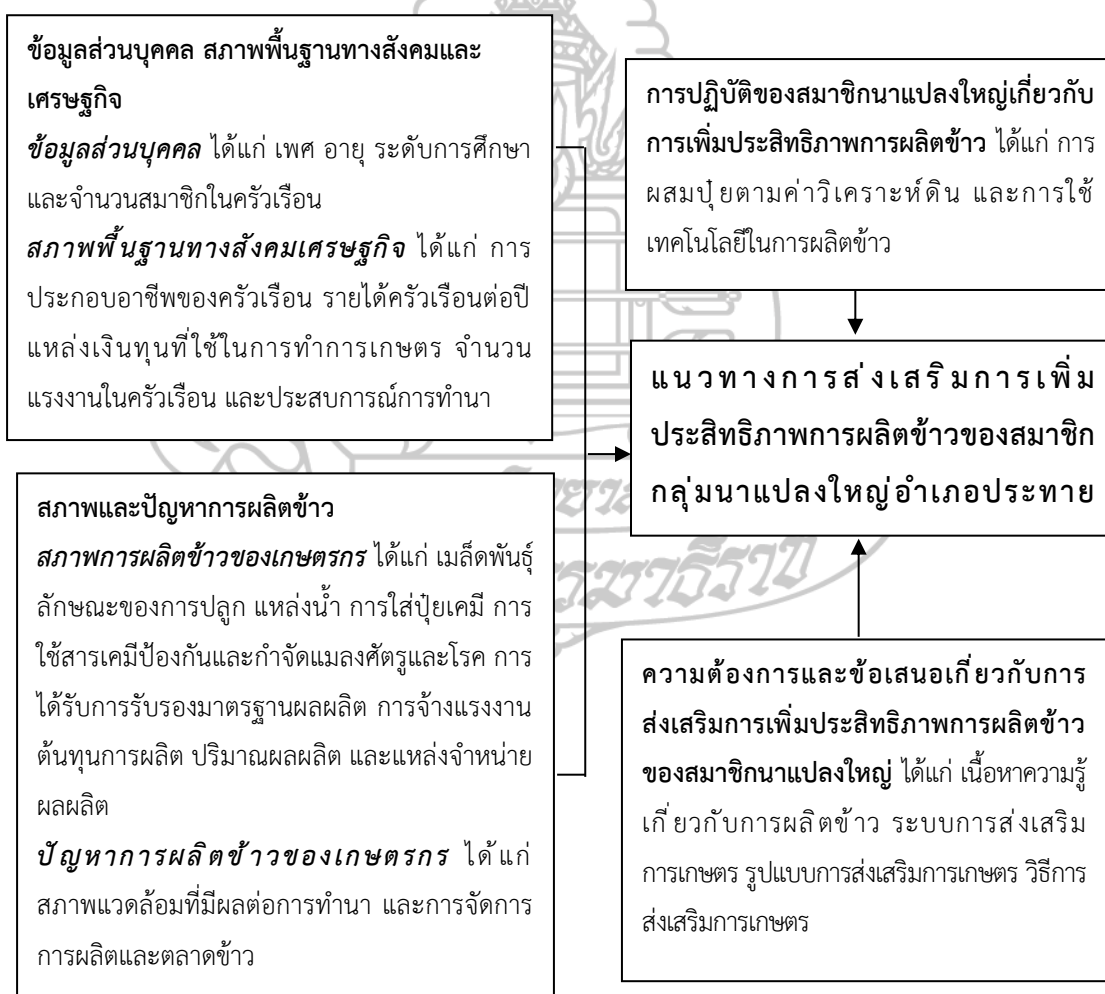 ข้อมูลส่วนบุคคล สภาพพื้นฐานทางสังคมและ
เศรษฐกิจ
ข้อมูลส่วนบุคคล ได้แก่ เพศ อายุ ระดับการศึกษา
และจำนวนสมาชิกในครัวเรือน
สภาพพื้นฐานทางสังคมเศรษฐกิจ ได้แก่ การ
ประกอบอาชีพของครัวเรือน รายได้ครัวเรือนต่อปี
แหล่งเงินทุนที่ใช้ในการทำการเกษตร จำนวน
แรงงานในครัวเรือน และประสบการณ์การทำนา
สภาพและปัญหาการผลิตข้าว
สภาพการผลิตข้าวของเกษตรกร ได้แก่ เมล็ดพันธุ์
ลักษณะของการปลูก แหล่งน้ำ การใส่ปุ๋ยเคมี การ
ใช้สารเคมีป้องกันและกำจัดแมลงศัตรูและโรค การ
ได้รับการรับรองมาตรฐานผลผลิต การจ้างแรงงาน
ต้นทุนการผลิต ปริมาณผลผลิต และแหล่งจำหน่าย
ผลผลิต
ปัญหาการผลิตข้าวของเกษตรกร ได้แก่
สภาพแวดล้อมที่มีผลต่อการทำนา และการจัดการ
การผลิตและตลาดข้าว
การปฏิบัติของสมาชิกนาแปลงใหญ่เกี่ยวกับ
การเพิ่มประสิทธิภาพการผลิตข้าว ได้แก่ การ
ผสมปุ๋ยตามค่าวิเคราะห์ดิน และการใช้
เทคโนโลยีในการผลิตข้าว
แนวทางการส่งเสริมการเพิ่ม
ประสิทธิภาพการผลิตข้าวของสมาชิก
กลุ่มนาแปลงใหญ่อำเภอประทาย
ความต้องการและข้อเสนอเกี่ยวกับการ
ส่งเสริมการเพิ่มประสิทธิภาพการผลิตข้าว
ของสมาชิกนาแปลงใหญ่ ได้แก่ เนื้อหาความรู้
เกี่ยวกับการผลิตข้าว ระบบการส่งเสริม
การเกษตร รูปแบบการส่งเสริมการเกษตร วิธีการ
ส่งเสริมการเกษตร